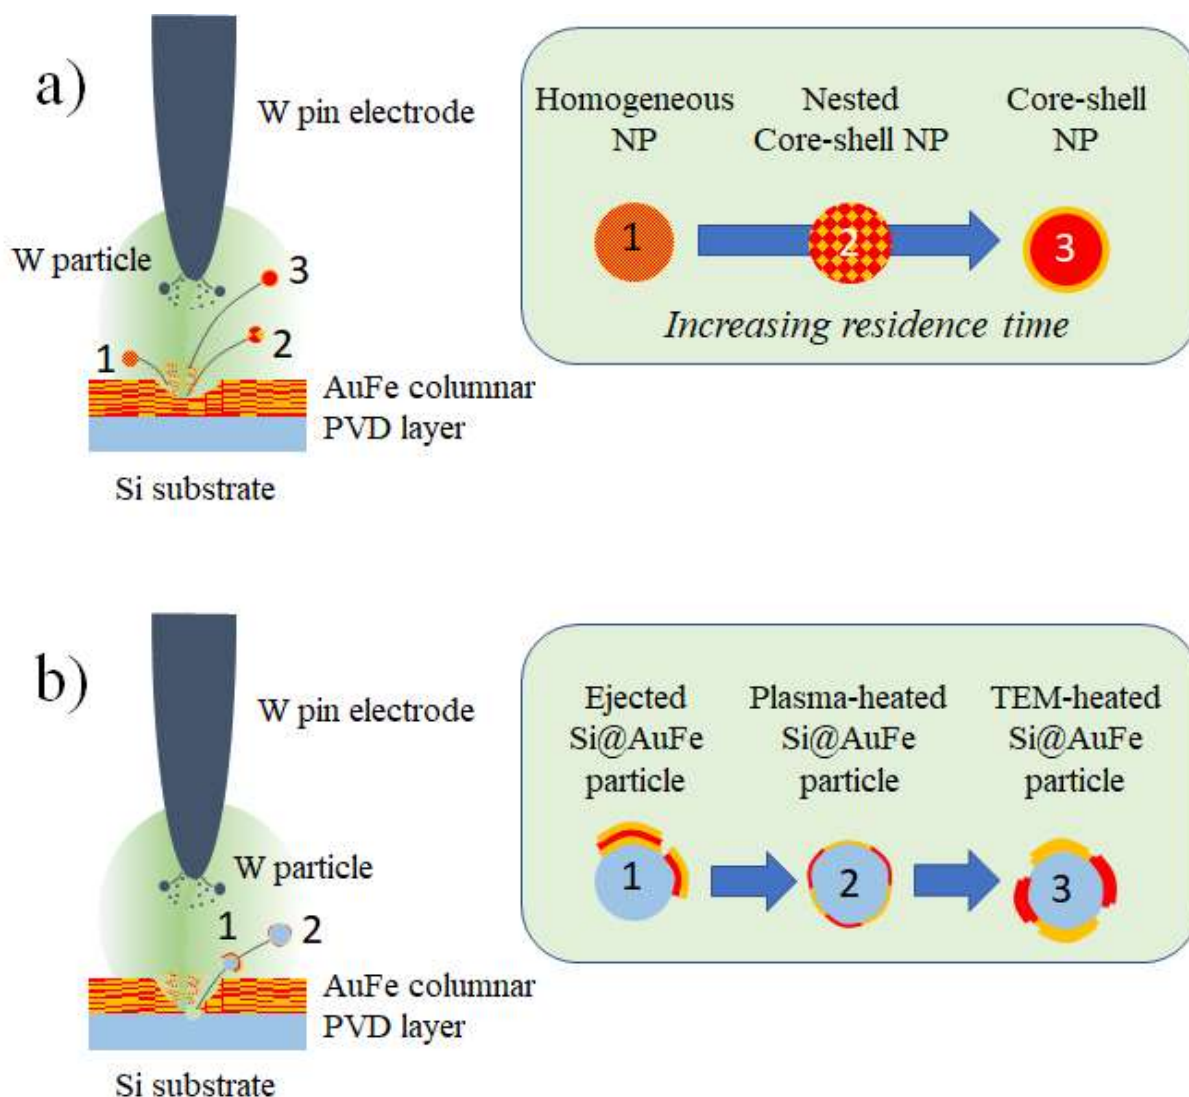 a)
W pin electrode
W particle
1
2
3
AuFe columnar
PVD layer
Si substrate
Homogeneous
NP
Nested
Core-shell NP
Core-shell
NP
1
2
3
Increasing residence time
b)
W pin electrode
W particle
1
2
AuFe columnar
PVD layer
Si substrate
Ejected
Si@AuFe
particle
Plasma-heated
Si@AuFe
particle
TEM-heated
Si@AuFe
particle
1
2
3